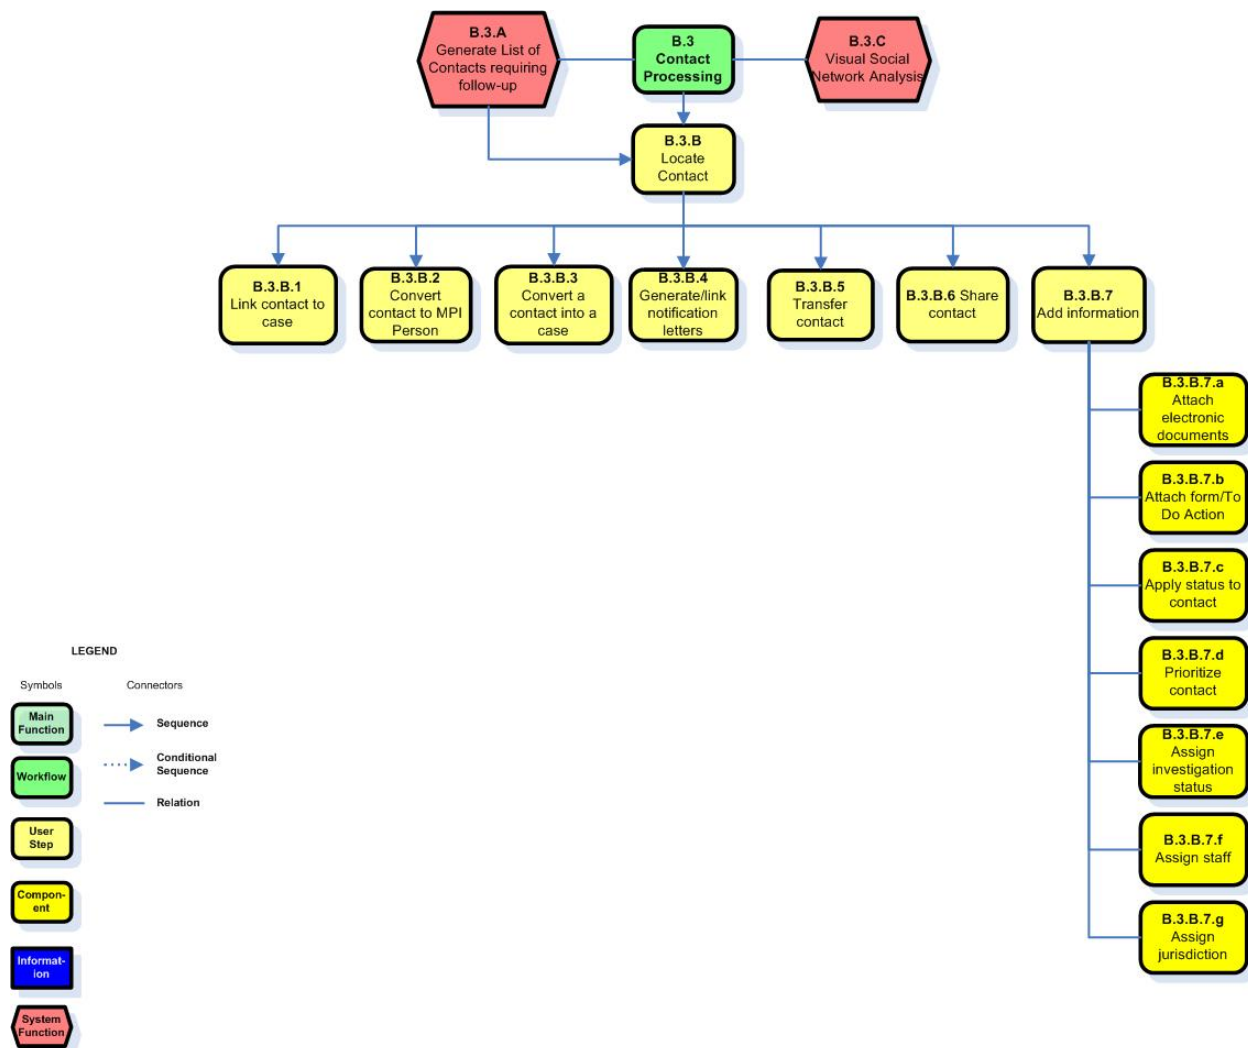 B.3.A
Generate List of
Contacts requiring
follow-up
B.3
Contact
Processing
B.3.C
Visual Social
Network Analysis
B.3.B
Locate
Contact
B.3.B.1
Link contact to
case
B.3.B.2
Convert
contact to MPI
Person
B.3.B.3
Convert a
contact into a
case
B.3.B.4
Generate/link
notification
letters
B.3.B.5
Transfer
contact
B.3.B.6 Share
contact
B.3.B.7
Add information
B.3.B.7.a
Attach
electronic
documents
B.3.B.7.b
Attach form/To
Do Action
B.3.B.7.c
Apply status to
contact
B.3.B.7.d
Prioritize
contact
B.3.B.7.e
Assign
investigation
status
B.3.B.7.f
Assign staff
B.3.B.7.g
Assign
jurisdiction
LEGEND
Symbols
Connectors
Main
Function
Sequence
Workflow
Conditional
Sequence
Relation
User
Step
Compon-
ent
Informat-
ion
System
Function